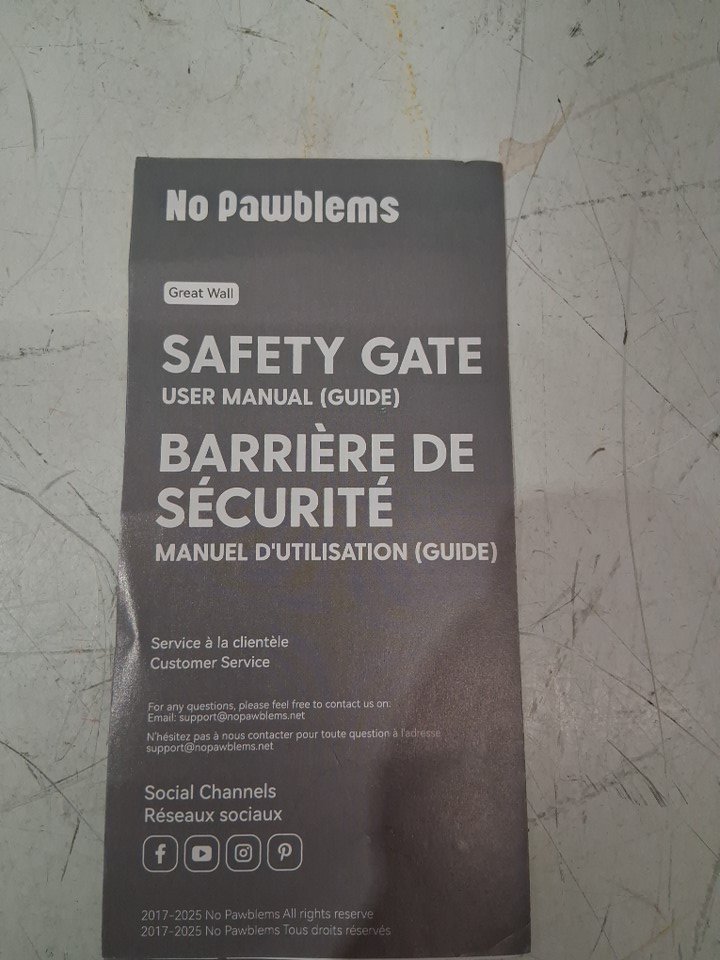 No Pawblems
Great Wall
SAFETY GATE
USER MANUAL (GUIDE)
BARRIÈRE DE
SÉCURITÉ
MANUEL D'UTILISATION (GUIDE)
Service à la clientèle
Customer Service
For any questions, please feel free to contact us on:
Email: support@nopawblems.net
N'hésitez pas à nous contacter pour toute question à l'adresse
support@nopawblems.net
Social Channels
Réseaux sociaux
2017-2025 No Pawblems All rights reserve
2017-2025 No Pawblems Tous droits réservés